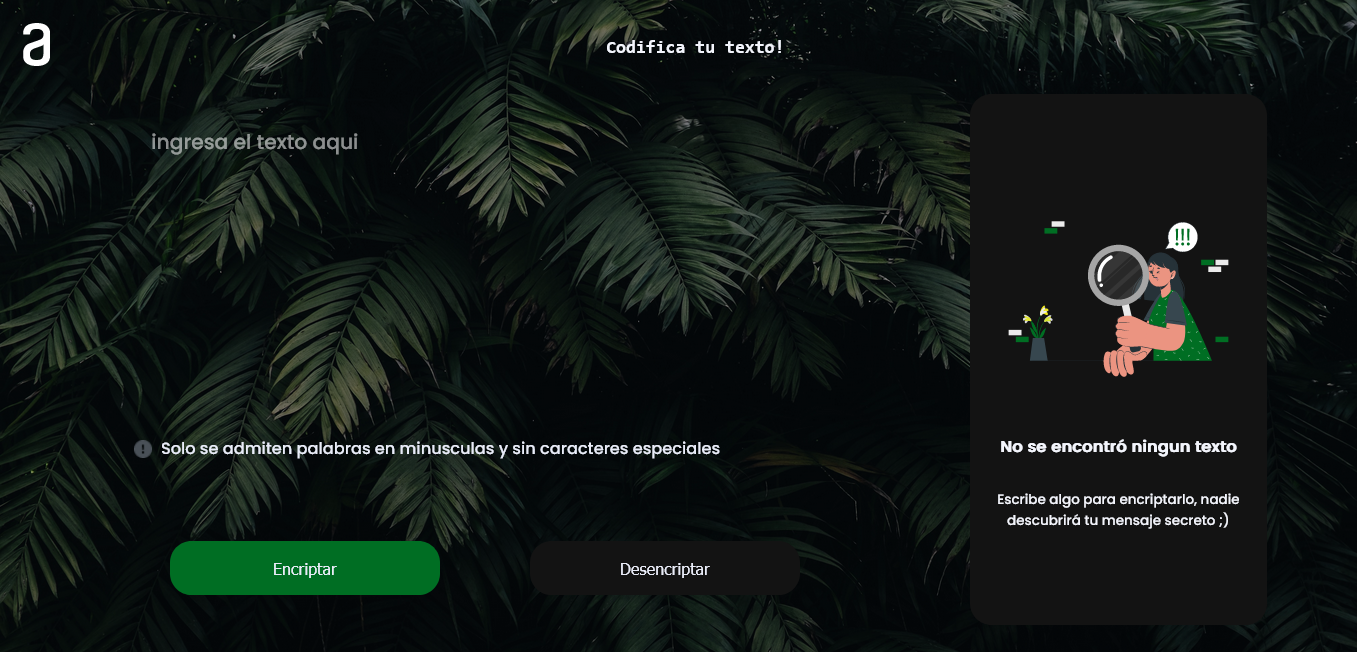 a
Codifica tu texto!
ingresa el texto aqui
!!!
Solo se admiten palabras en minusculas y sin caracteres especiales
No se encontró ningun texto
Escribe algo para encriptarlo, nadie
descubrirá tu mensaje secreto ;)
Encriptar
Desencriptar